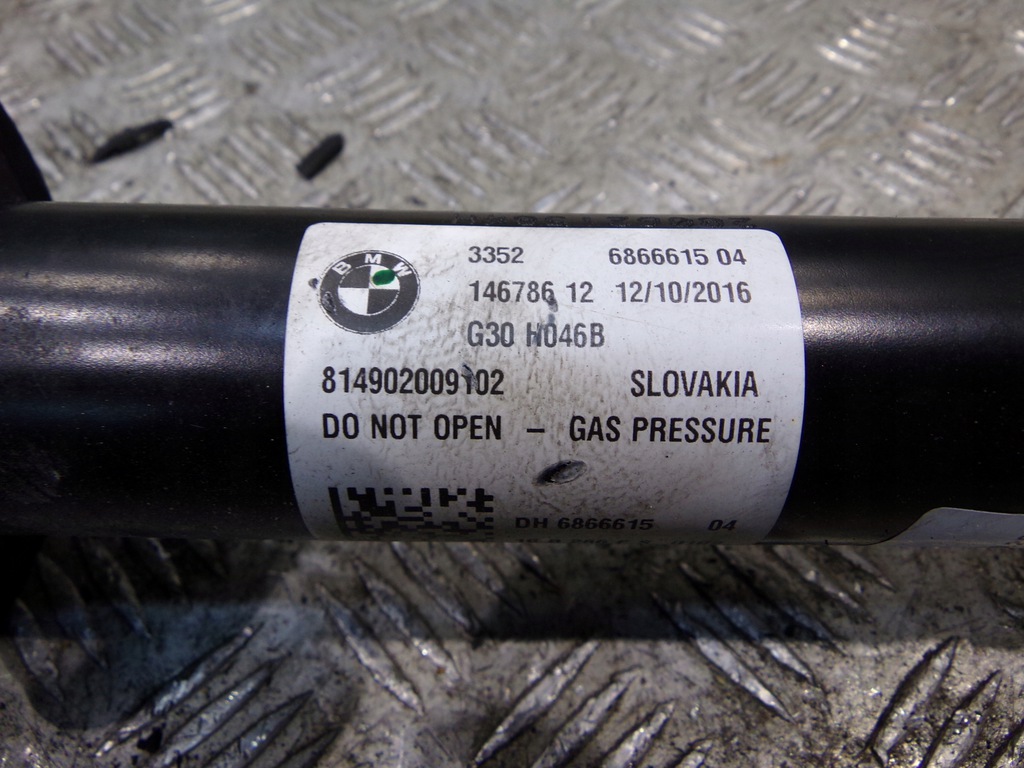 BMW
3352 6866615 04
146786 12 12/10/2016
G30 H046B
814902009102 SLOVAKIA
DO NOT OPEN – GAS PRESSURE
DH 6866615 04